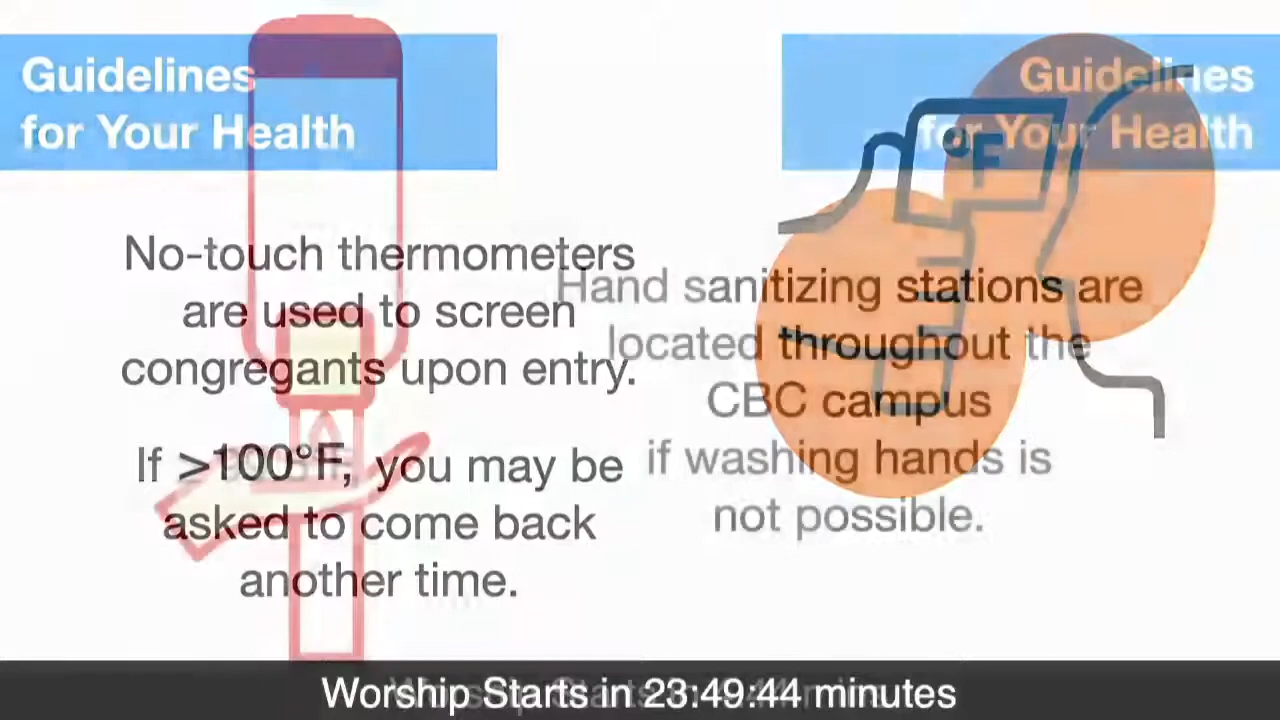 Guidelines
for Your Health
No-touch thermometers
are used to screen
congregants upon entry.
If >100°F, you may be
asked to come back
another time.
Guidelines
for Your Health
°F
Hand sanitizing stations are
located throughout the
CBC campus
if washing hands is
not possible.
Worship Starts in 23:49:44 minutes